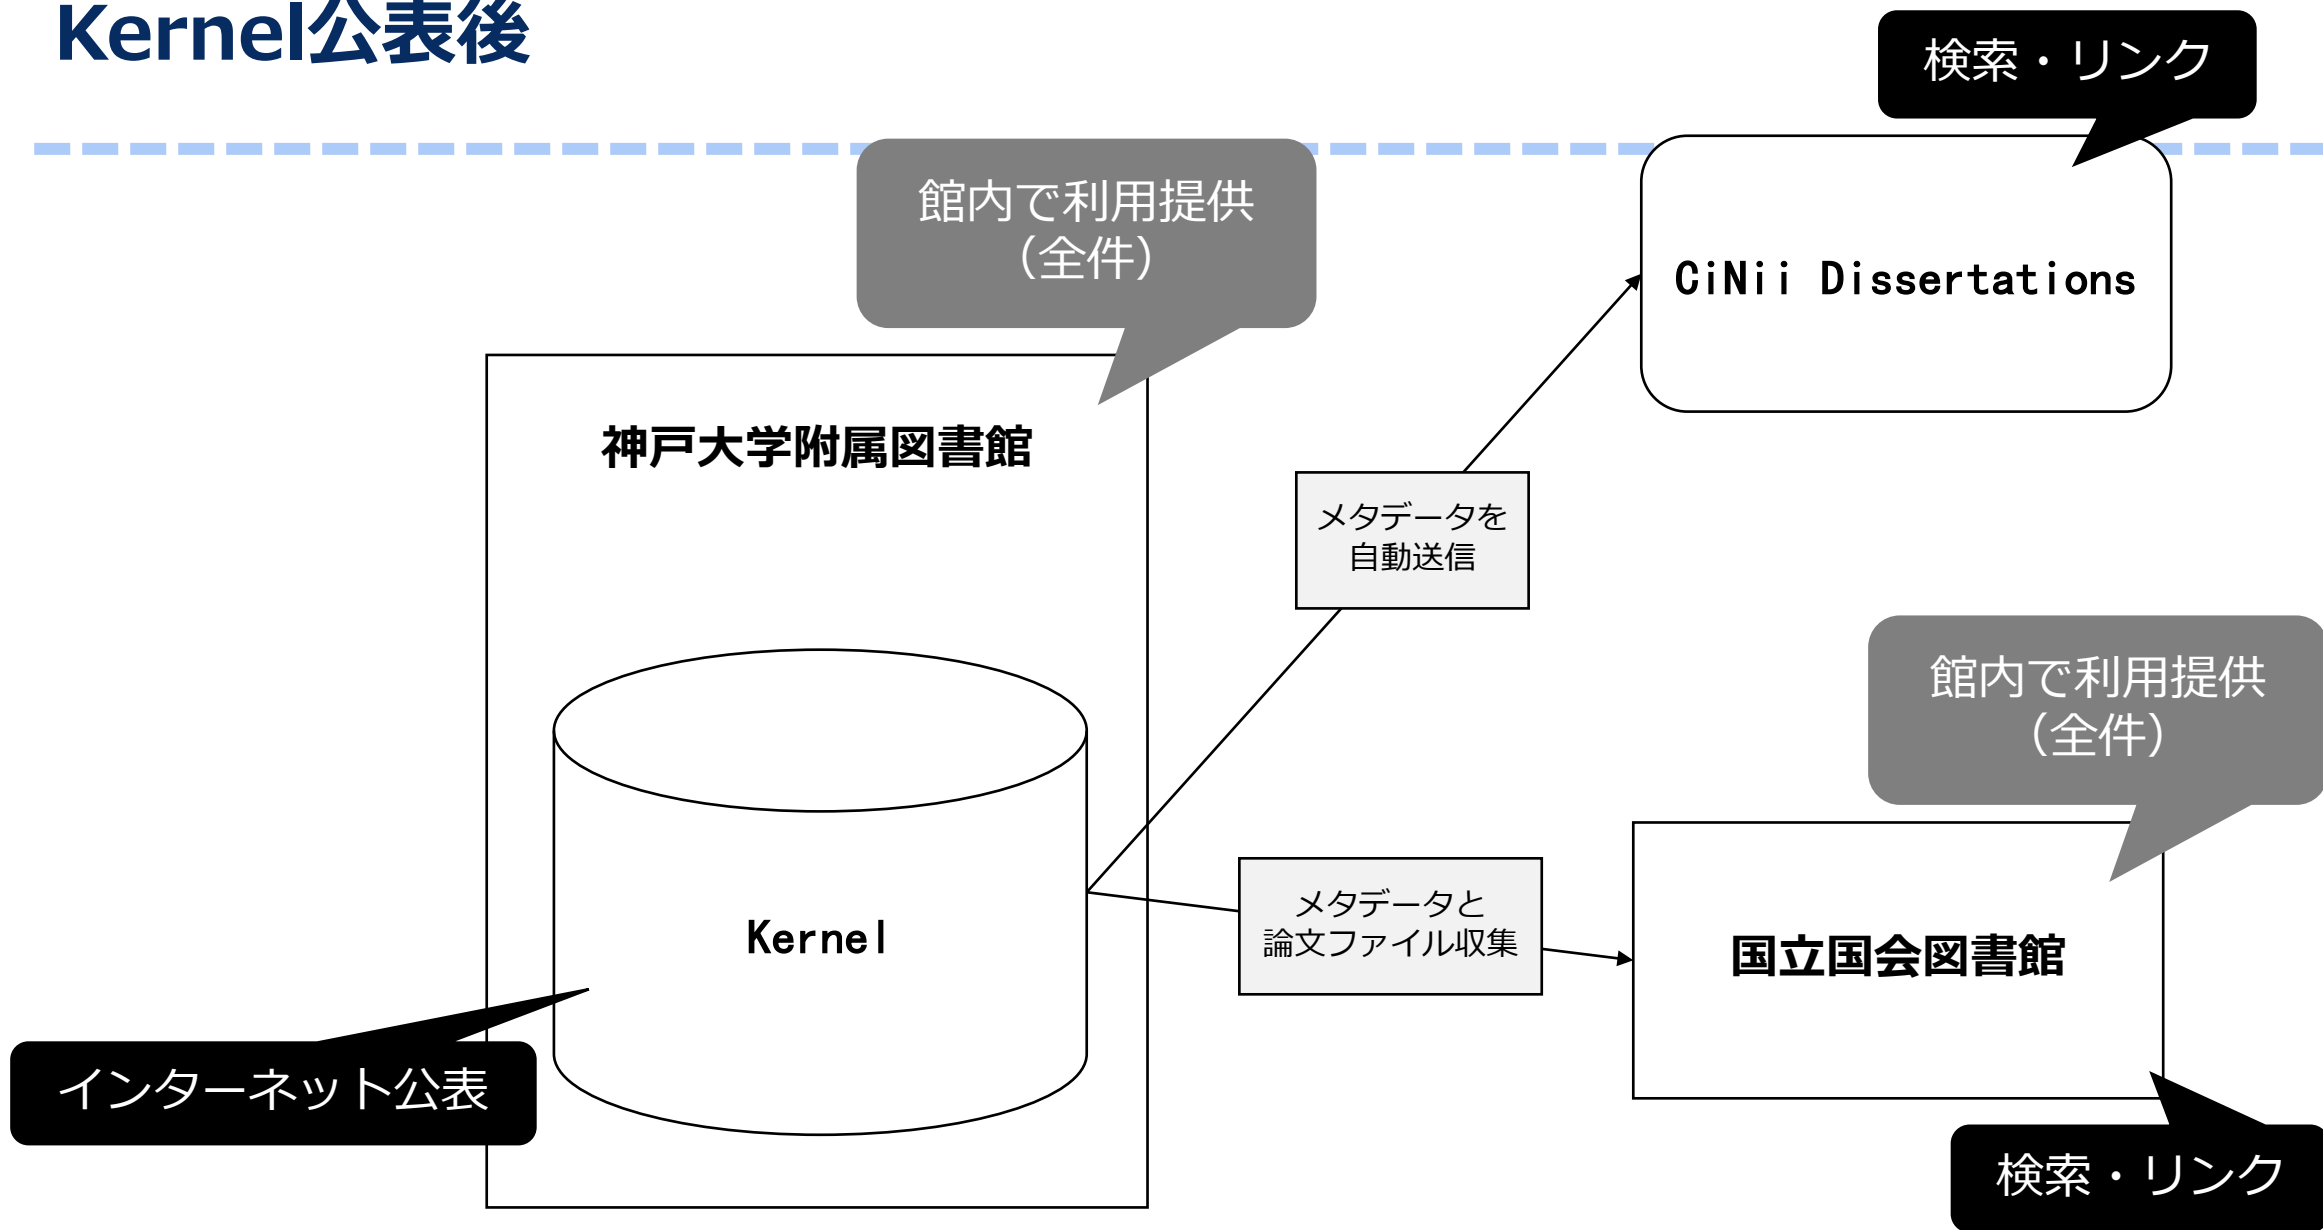 Kernel公表後
検索・リンク
館内で利用提供
（全件）
CiNii Dissertations
神戸大学附属図書館
メタデータを
自動送信
館内で利用提供
（全件）
メタデータと
論文ファイル収集
Kernel
国立国会図書館
インターネット公表
検索・リンク